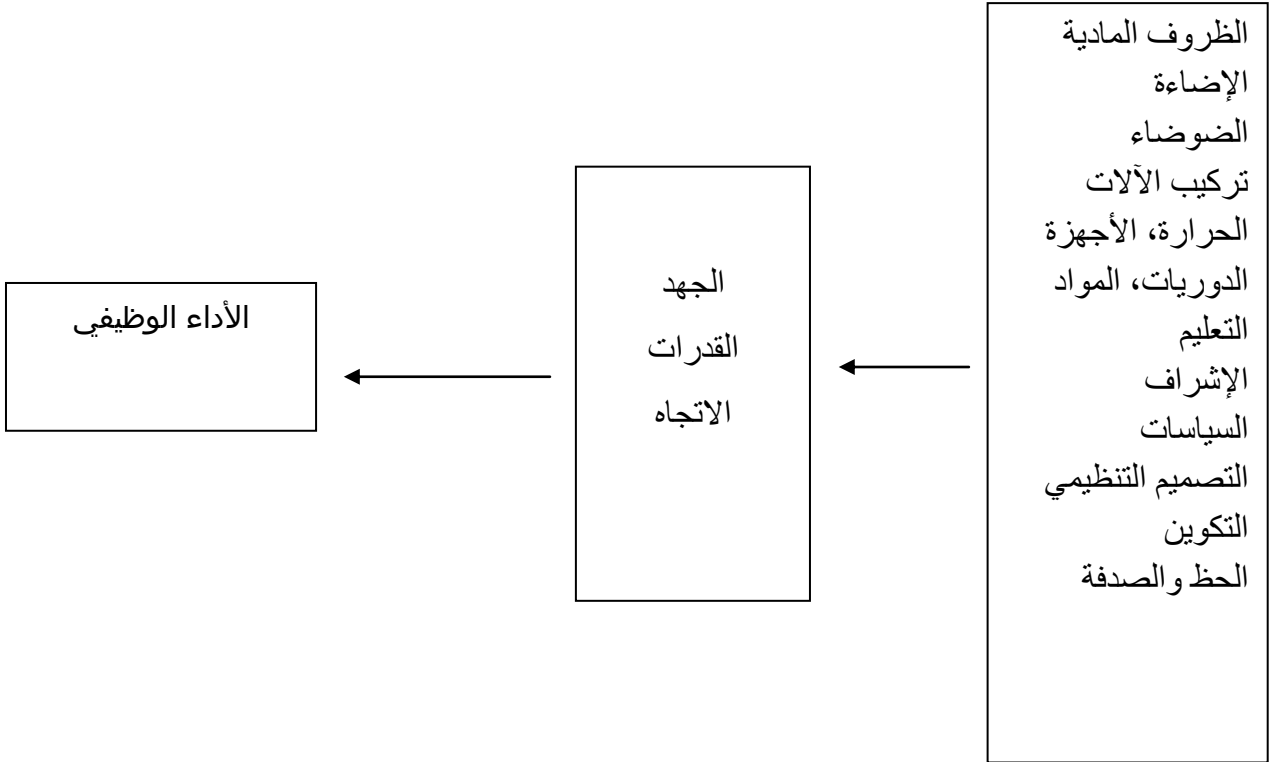 الظروف المادية
الإضاءة
الضوضاء
تركيب الآلات
الحرارة، الأجهزة
الدوريات، المواد
التعليم
الإشراف
السياسات
التصميم التنظيمي
التكوين
الحظ والصدفة
الجهد
القدرات
الاتجاه
الأداء الوظيفي